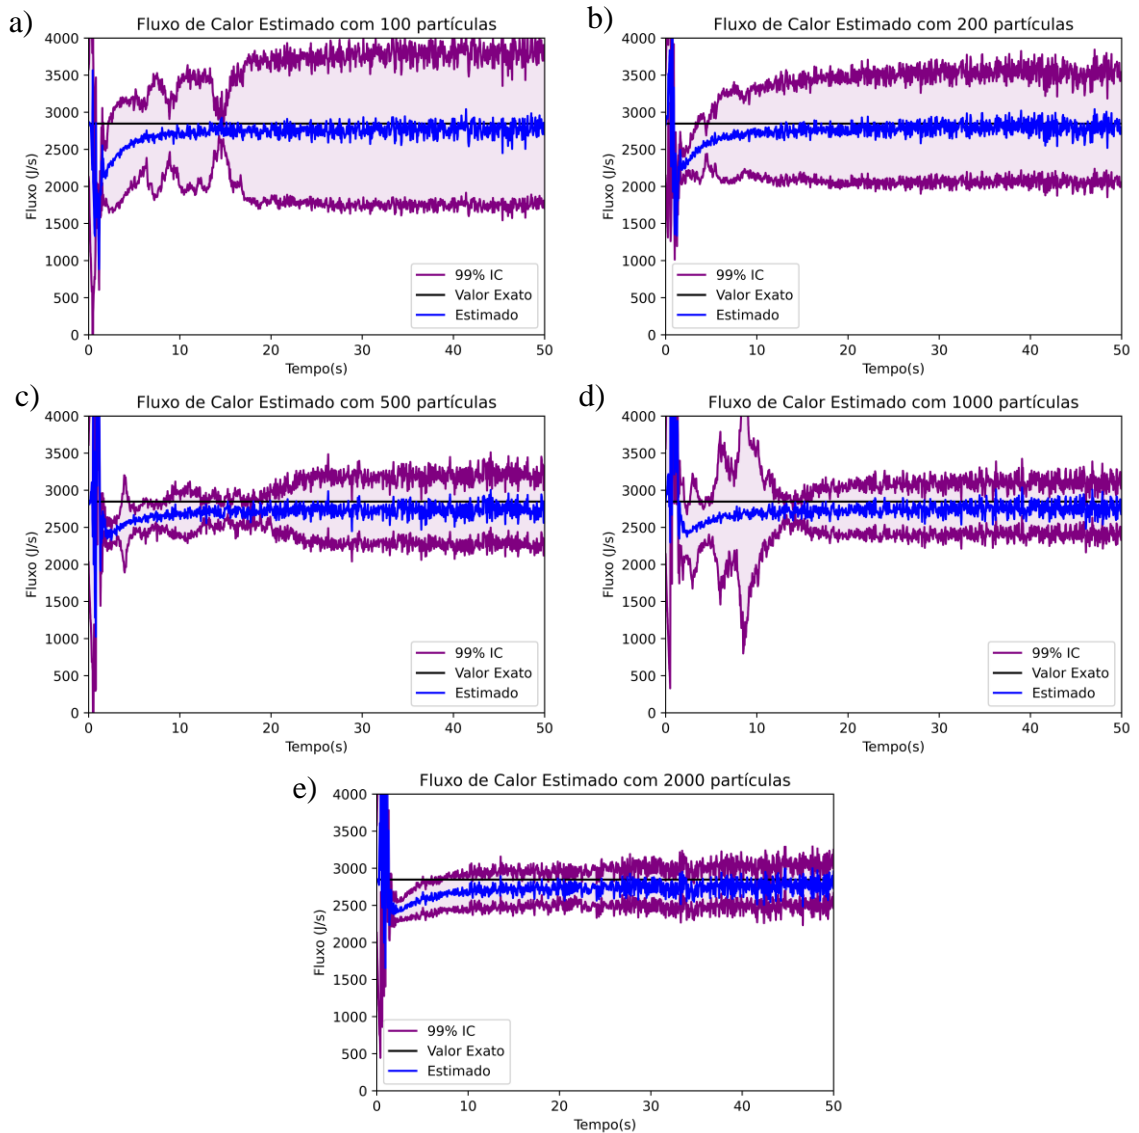 a)
Fluxo de Calor Estimado com 100 partículas
4000
3500
3000
2500
2000
1500
1000
500
0
Fluxo (J/s)
99% IC
Valor Exato
Estimado
0 10 20 30 40 50
Tempo(s)
b)
Fluxo de Calor Estimado com 200 partículas
4000
3500
3000
2500
2000
1500
1000
500
0
Fluxo (J/s)
99% IC
Valor Exato
Estimado
0 10 20 30 40 50
Tempo(s)
c)
Fluxo de Calor Estimado com 500 partículas
4000
3500
3000
2500
2000
1500
1000
500
0
Fluxo (J/s)
99% IC
Valor Exato
Estimado
0 10 20 30 40 50
Tempo(s)
d)
Fluxo de Calor Estimado com 1000 partículas
4000
3500
3000
2500
2000
1500
1000
500
0
Fluxo (J/s)
99% IC
Valor Exato
Estimado
0 10 20 30 40 50
Tempo(s)
e)
Fluxo de Calor Estimado com 2000 partículas
4000
3500
3000
2500
2000
1500
1000
500
0
Fluxo (J/s)
99% IC
Valor Exato
Estimado
0 10 20 30 40 50
Tempo(s)